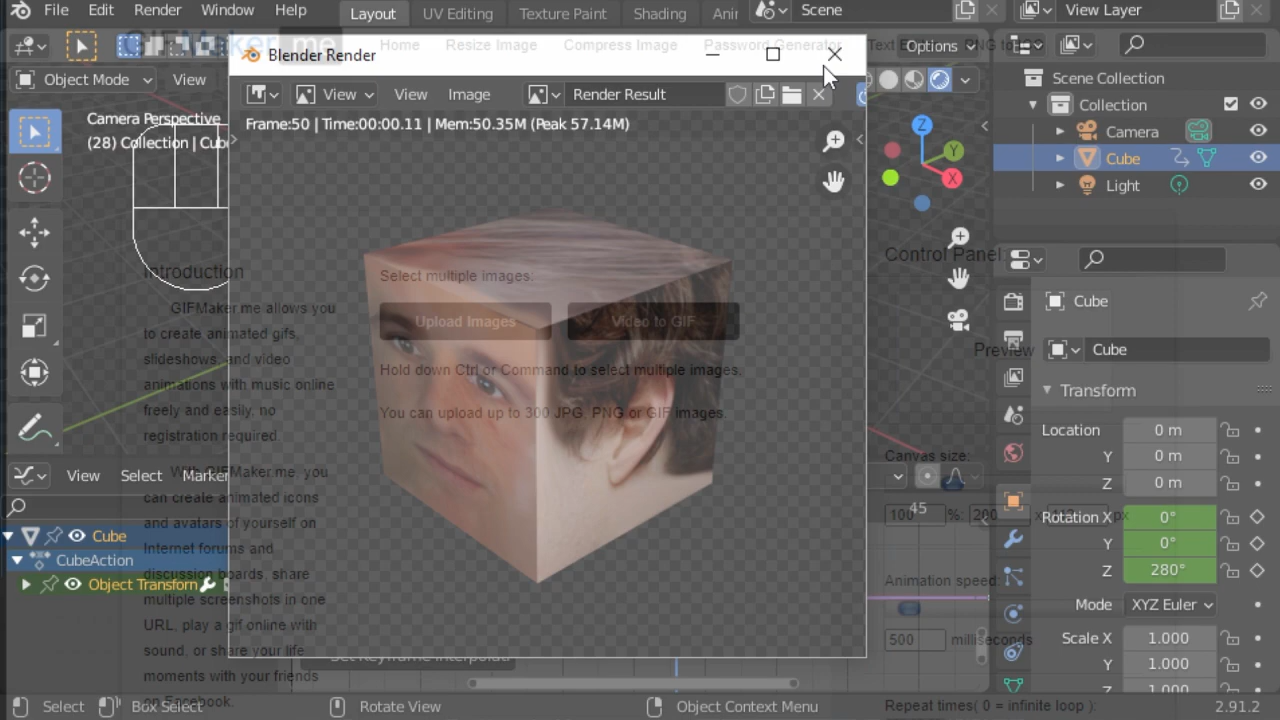 File Edit Render Window Help Layout UV Editing Texture Paint Shading Scene View Layer
GIFMaker.me Home Resize Image Compress Image Password Generator
Blender Render
Options
Object Mode View
View View Image Render Result
Scene Collection
Collection
Camera
Cube
Light
Camera Perspective
(28) Collection | Cube
Frame:50 | Time:00:00.11 | Mem:50.35M (Peak 57.14M)
Z
Y
X
Introduction
GIFMaker.me allows you
to create animated gifs,
slideshows, and video
animations with music online
freely and easily, no
registration required.
With GIFMaker.me, you
can create animated icons
and avatars of yourself on
Internet forums and
discussion boards, share
multiple screenshots in one
URL, play a gif online with
sound, or share your life
moments with your friends
on Facebook.
Select multiple images:
Upload Images Video to GIF
Hold down Ctrl or Command to select multiple images.
You can upload up to 300 JPG, PNG or GIF images.
Control Panel:
Preview
Canvas size:
100 %:
45
Animation speed:
500 milliseconds
Repeat times( 0 = infinite loop ):
View Select Marker
Cube
CubeAction
Object Transform
Cube
Cube
Transform
Location 0 m
Y 0 m
Z 0 m
Rotation X 0°
Y 0°
Z 280°
Mode XYZ Euler
Scale X 1.000
Y 1.000
Z 1.000
Set Keyframe Interpolati
Select Box Select Rotate View Object Context Menu 2.91.2